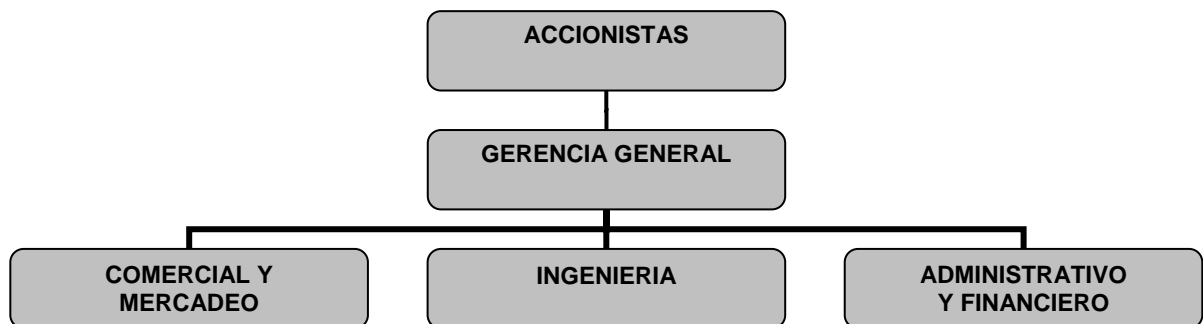 ACCIONISTAS
GERENCIA GENERAL
COMERCIAL Y
MERCADEO
INGENIERIA
ADMINISTRATIVO
Y FINANCIERO